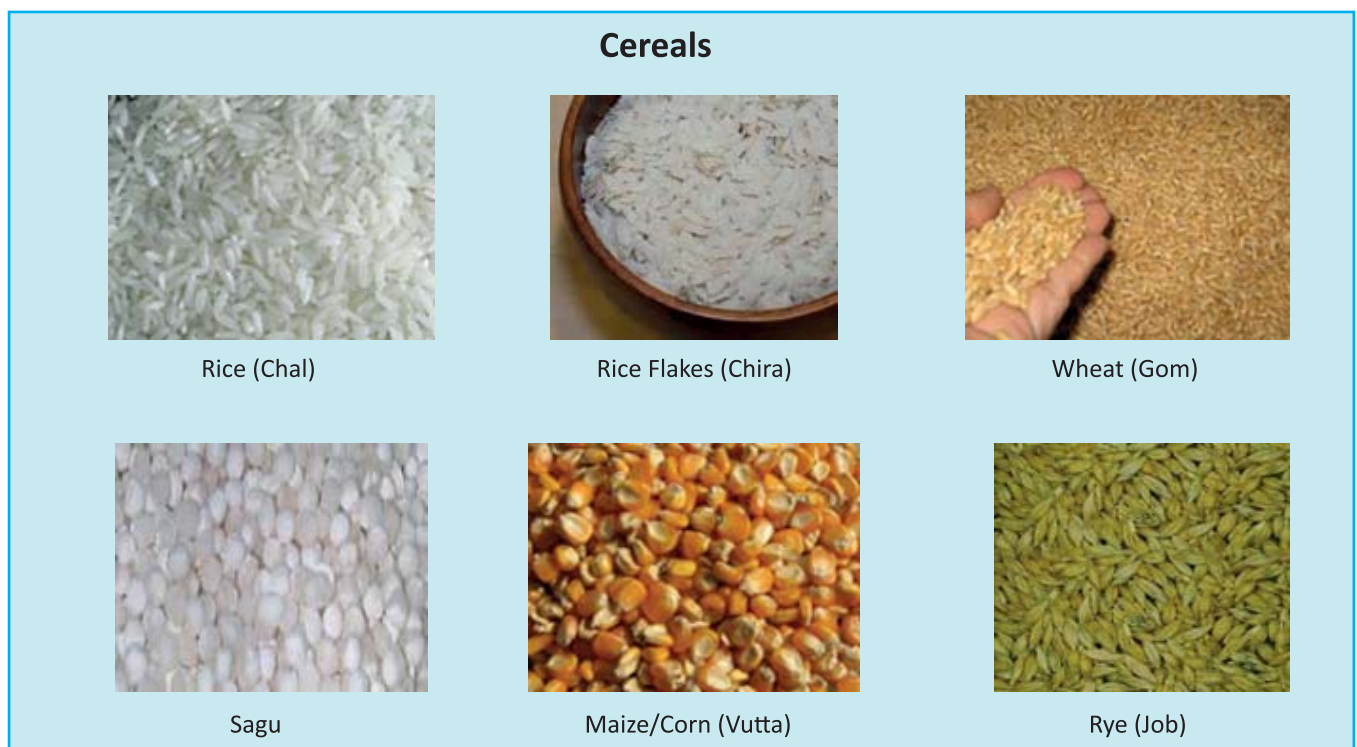 Cereals
Rice (Chal)
Rice Flakes (Chira)
Wheat (Gom)
Sagu
Maize/Corn (Vutta)
Rye (Job)